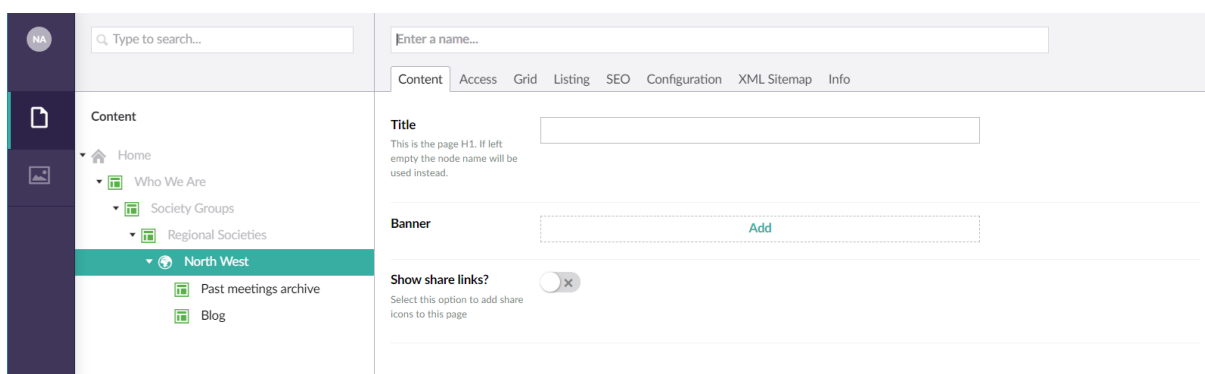 NA
Type to search...
Enter a name...
Content Access Grid Listing SEO Configuration XML Sitemap Info
Content
Home
Who We Are
Society Groups
Regional Societies
North West
Past meetings archive
Blog
Title
This is the page H1. If left
empty the node name will be
used instead.
Banner
Add
Show share links?
Select this option to add share
icons to this page